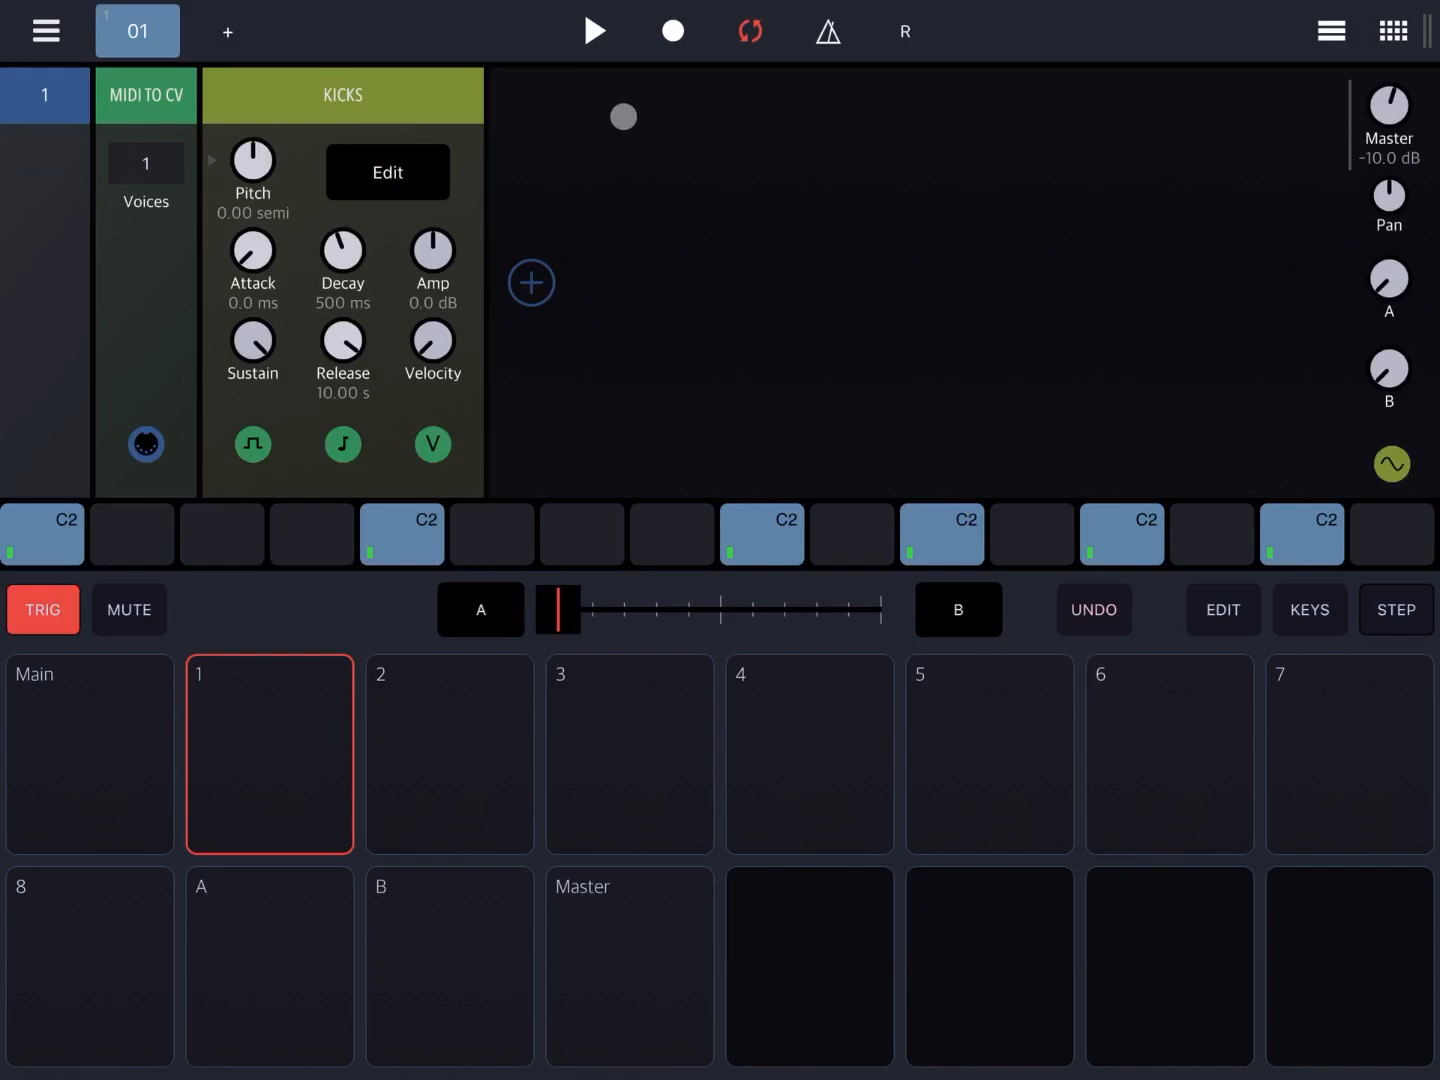 1
01
+
R
1
MIDI TO CV
KICKS
1
Voices
Pitch
0.00 semi
Edit
Attack
0.0 ms
Decay
500 ms
Amp
0.0 dB
Sustain
Release
10.00 s
Velocity
V
Master
-10.0 dB
Pan
A
B
C2
C2
C2
C2
C2
C2
TRIG
MUTE
A
B
UNDO
EDIT
KEYS
STEP
Main
1
2
3
4
5
6
7
8
A
B
Master